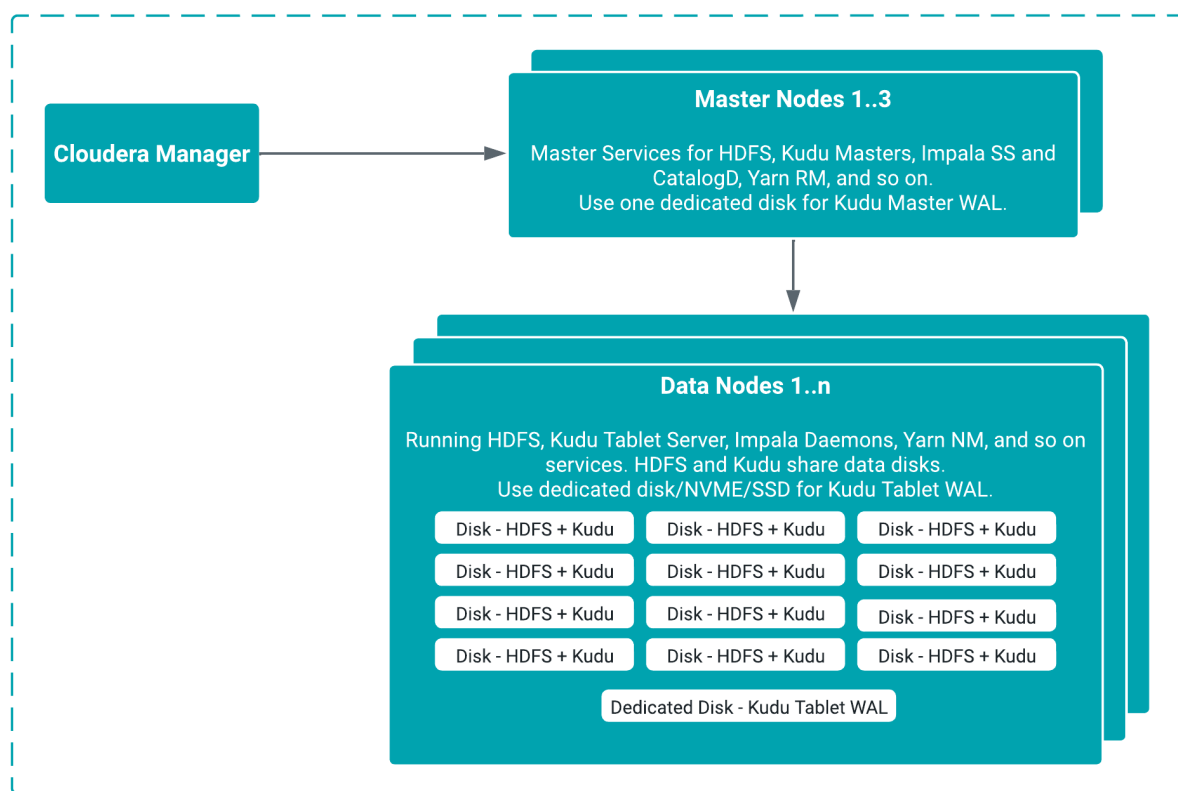 Cloudera Manager
Master Nodes 1..3
Master Services for HDFS, Kudu Masters, Impala SS and
CatalogD, Yarn RM, and so on.
Use one dedicated disk for Kudu Master WAL.
Data Nodes 1..n
Running HDFS, Kudu Tablet Server, Impala Daemons, Yarn NM, and so on
services. HDFS and Kudu share data disks.
Use dedicated disk/NVME/SSD for Kudu Tablet WAL.
Disk - HDFS + Kudu
Disk - HDFS + Kudu
Disk - HDFS + Kudu
Disk - HDFS + Kudu
Disk - HDFS + Kudu
Disk - HDFS + Kudu
Disk - HDFS + Kudu
Disk - HDFS + Kudu
Disk - HDFS + Kudu
Disk - HDFS + Kudu
Disk - HDFS + Kudu
Disk - HDFS + Kudu
Dedicated Disk - Kudu Tablet WAL